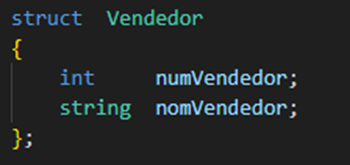 struct Vendedor
{
int numVendedor;
string nomVendedor;
};